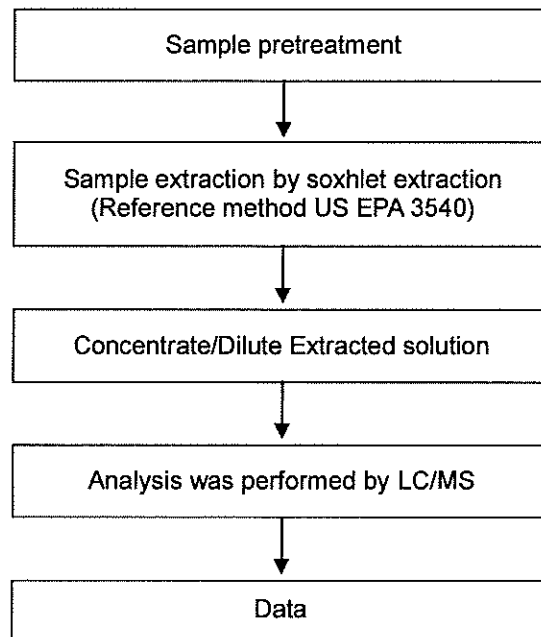 Sample pretreatment
Sample extraction by soxhlet extraction
(Reference method US EPA 3540)
Concentrate/Dilute Extracted solution
Analysis was performed by LC/MS
Data